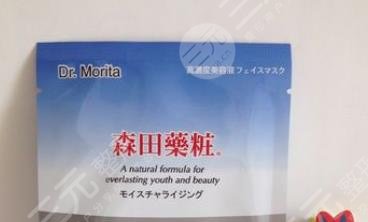 Dr. Morita
高濃度美容液フェイスマスク
森田藥粧®
A natural formula for
everlasting youth and beauty
モイスチャライジング